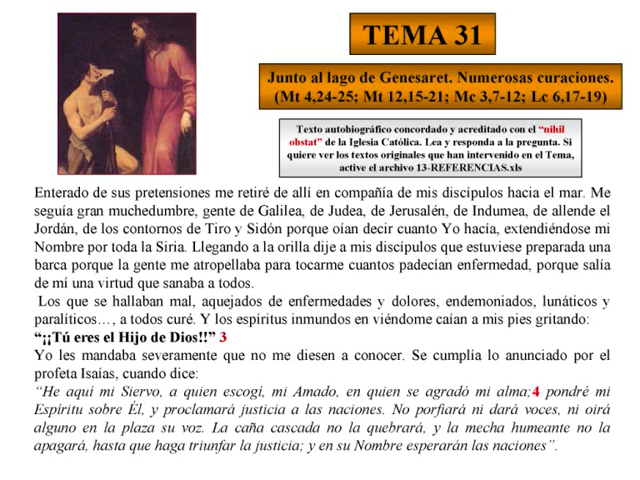 TEMA 31
Junto al lago de Genesaret. Numerosas curaciones.
(Mt 4,24-25; Mt 12,15-21; Mc 3,7-12; Lc 6,17-19)
Texto autobiográfico concordado y acreditado con el “nihil
obstat” de la Iglesia Católica. Lea y responda a la pregunta. Si
quiere ver los textos originales que han intervenido en el Tema,
active el archivo 13-REFERENCIAS.xls
Enterado de sus pretensiones me retiré de allí en compañía de mis discípulos hacia el mar. Me
seguía gran muchedumbre, gente de Galilea, de Judea, de Jerusalén, de Indumea, de allende el
Jordán, de los contornos de Tiro y Sidón porque oían decir cuanto Yo hacía, extendiéndose mi
Nombre por toda la Siria. Llegando a la orilla dije a mis discípulos que estuviese preparada una
barca porque la gente me atropellaba para tocarme cuantos padecían enfermedad, porque salía
de mí una virtud que sanaba a todos.
Los que se hallaban mal, aquejados de enfermedades y dolores, endemoniados, lunáticos y
paralíticos…, a todos curé. Y los espíritus inmundos en viéndome caían a mis pies gritando:
“¡¡Tú eres el Hijo de Dios!!” 3
Yo les mandaba severamente que no me diesen a conocer. Se cumplía lo anunciado por el
profeta Isaías, cuando dice:
“He aquí mi Siervo, a quien escogí, mi Amado, en quien se agradó mi alma;4 pondré mi
Espíritu sobre Él, y proclamará justicia a las naciones. No porfiará ni dará voces, ni oirá
alguno en la plaza su voz. La caña cascada no la quebrará, y la mecha humeante no la
apagará, hasta que haga triunfar la justicia; y en su Nombre esperarán las naciones”.